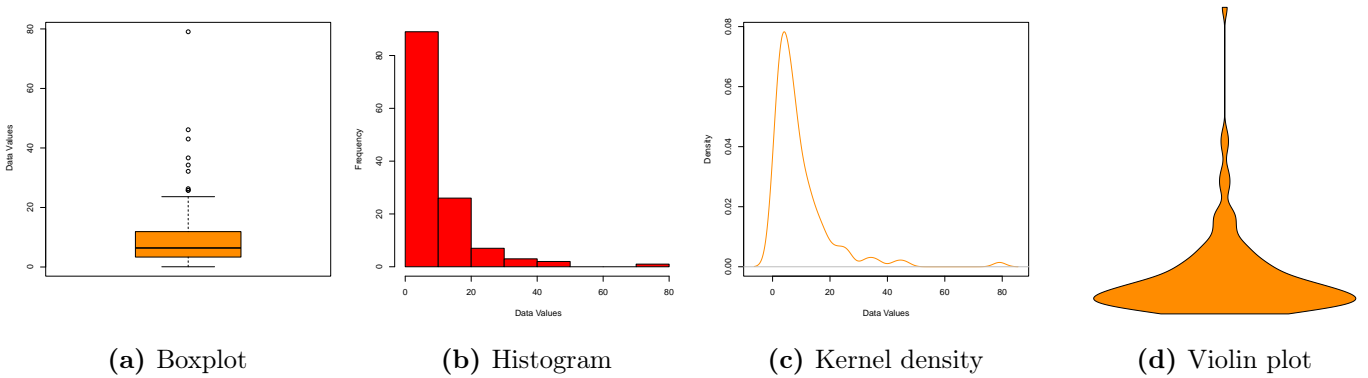 80
60
40
20
0
Data Values
80
60
40
20
0
Frequency
0 20 40 60 80
Data Values
0.08
0.06
0.04
0.02
0.00
Density
0 20 40 60 80
Data Values
(a) Boxplot
(b) Histogram
(c) Kernel density
(d) Violin plot